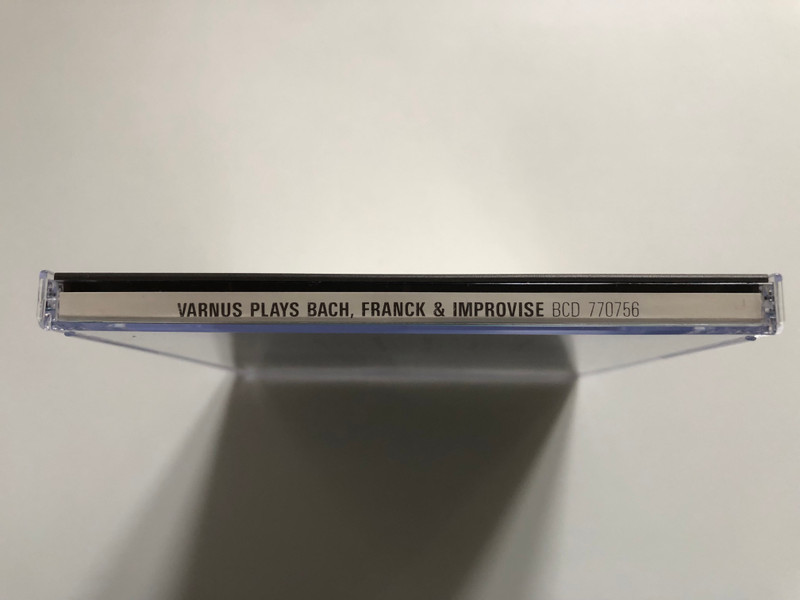 VARNUS PLAYS BACH, FRANCK & IMPROVISE BCD 770756